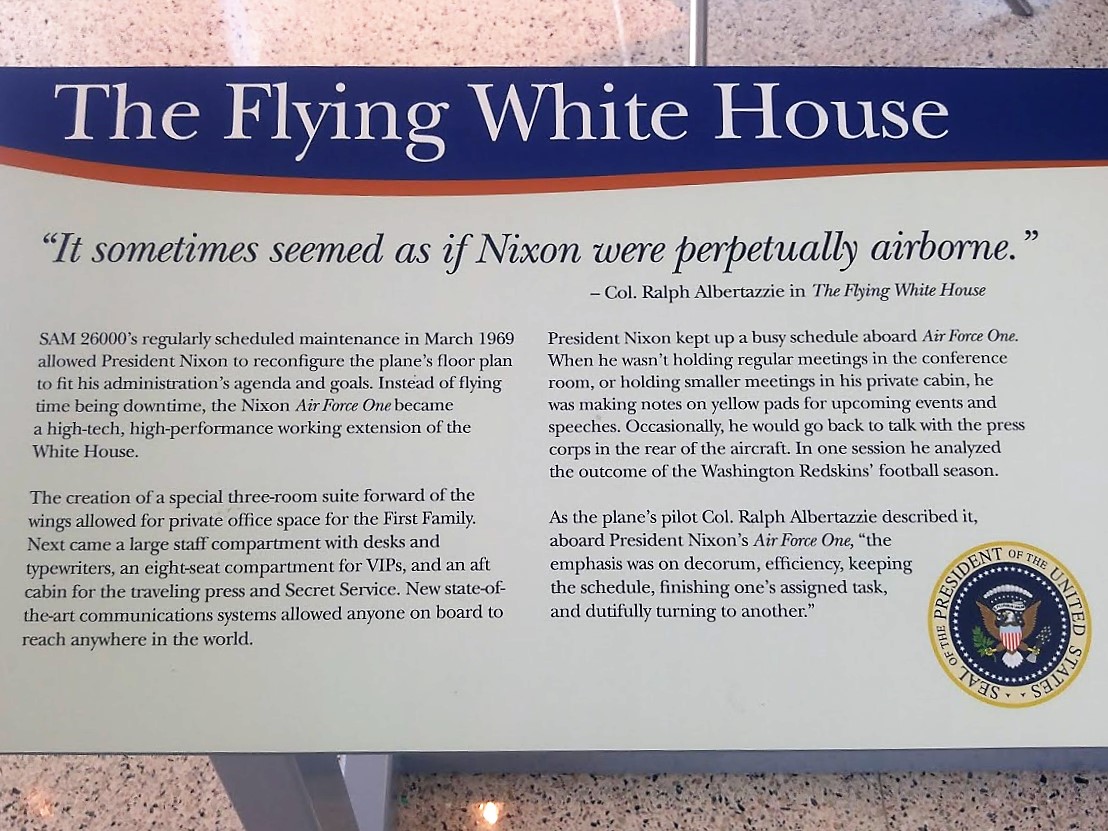 The Flying White House
“It sometimes seemed as if Nixon were perpetually airborne.”
– Col. Ralph Albertazzie in The Flying White House
SAM 26000’s regularly scheduled maintenance in March 1969
allowed President Nixon to reconfigure the plane’s floor plan
to fit his administration’s agenda and goals. Instead of flying
time being downtime, the Nixon Air Force One became
a high-tech, high-performance working extension of the
White House.
The creation of a special three-room suite forward of the
wings allowed for private office space for the First Family.
Next came a large staff compartment with desks and
typewriters, an eight-seat compartment for VIPs, and an aft
cabin for the traveling press and Secret Service. New state-of-
the-art communications systems allowed anyone on board to
reach anywhere in the world.
President Nixon kept up a busy schedule aboard Air Force One.
When he wasn’t holding regular meetings in the conference
room, or holding smaller meetings in his private cabin, he
was making notes on yellow pads for upcoming events and
speeches. Occasionally, he would go back to talk with the press
corps in the rear of the aircraft. In one session he analyzed
the outcome of the Washington Redskins’ football season.
As the plane’s pilot Col. Ralph Albertazzie described it,
aboard President Nixon’s Air Force One, “the
emphasis was on decorum, efficiency, keeping
the schedule, finishing one’s assigned task,
and dutifully turning to another.”
SEAL OF THE PRESIDENT OF THE UNITED STATES